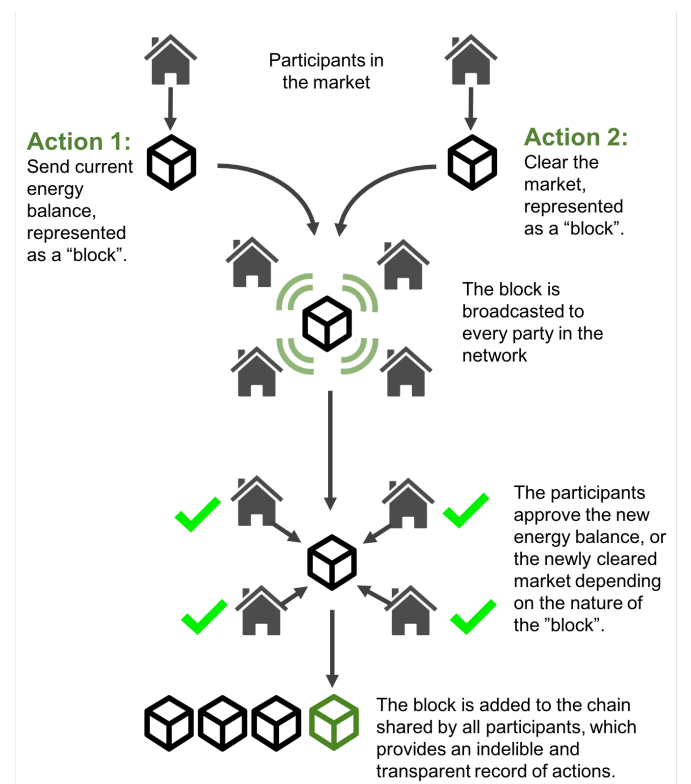 Participants in
the market
Action 1:
Send current
energy
balance,
represented
as a “block”.
Action 2:
Clear the
market,
represented
as a “block”.
The block is
broadcasted to
every party in the
network
The participants
approve the new
energy balance, or
the newly cleared
market depending
on the nature of
the ”block”.
The block is added to the chain
shared by all participants, which
provides an indelible and
transparent record of actions.